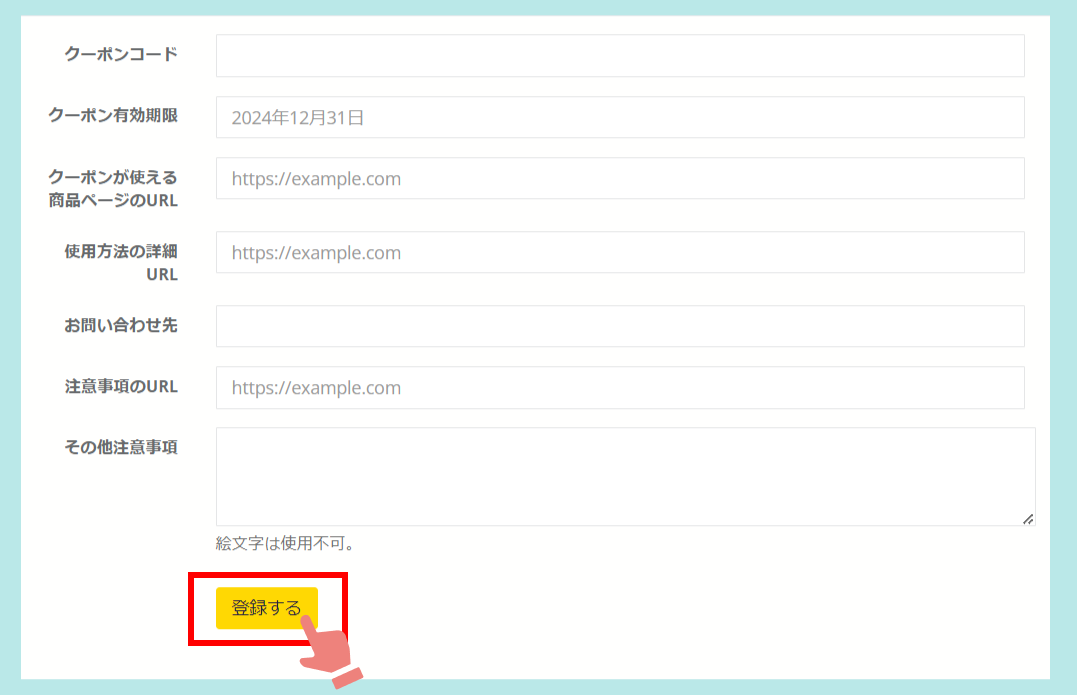 クーポンコード
クーポン有効期限
2024年12月31日
クーポンが使える
商品ページのURL
https://example.com
使用方法の詳細
URL
https://example.com
お問い合わせ先
注意事項のURL
https://example.com
その他注意事項
絵文字は使用不可。
登録する